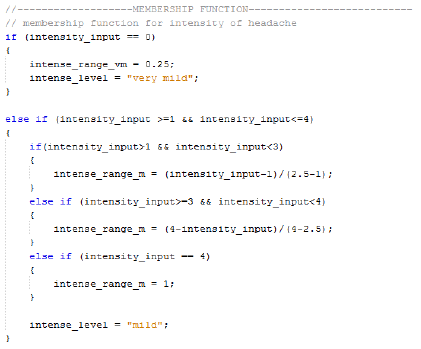 //--------------------MEMBERSHIP FUNCTION----------------------------
// membership function for intensity of headache
if (intensity_input == 0)
{
intense_range_vm = 0.25;
intense_level = "very mild";
}
else if (intensity_input >=1 && intensity_input<=4)
{
if(intensity_input>1 && intensity_input<3)
{
intense_range_m = (intensity_input-1)/(2.5-1);
}
else if (intensity_input>=3 && intensity_input<4)
{
intense_range_m = (4-intensity_input)/(4-2.5);
}
else if (intensity_input == 4)
{
intense_range_m = 1;
}
intense_level = "mild";
}